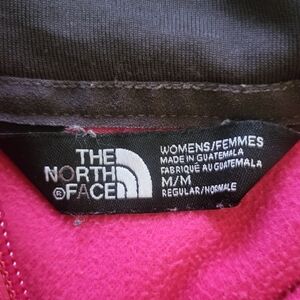 THE
NORTH
®FACE
WOMENS/FEMMES
MADE IN GUATEMALA
FABRIQUÉ AU GUATEMALA
M/M
REGULAR/NORMALE